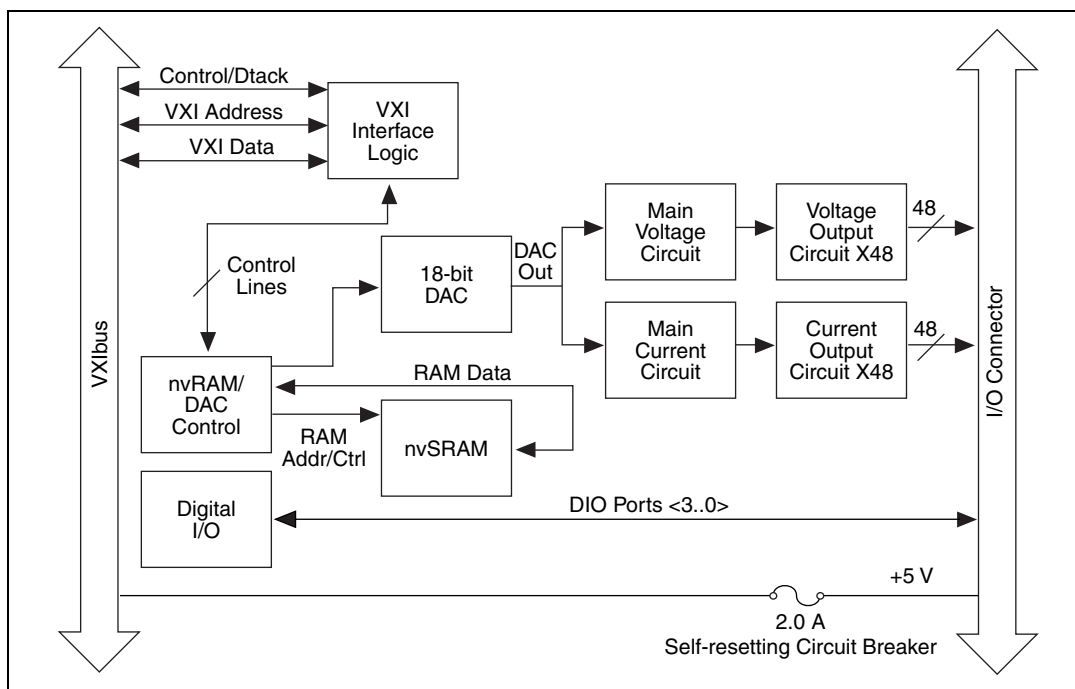 Control/Dtack
VXI Address
VXI Data
VXI
Interface
Logic
Control
Lines
18-bit
DAC
DAC
Out
Main
Voltage
Circuit
Voltage
Output
Circuit X48
48
Main
Current
Circuit
Current
Output
Circuit X48
48
VXIbus
nvRAM/
DAC
Control
RAM Data
RAM
Addr/Ctrl
nvSRAM
Digital
I/O
DIO Ports <3..0>
I/O Connector
+5 V
2.0 A
Self-resetting Circuit Breaker